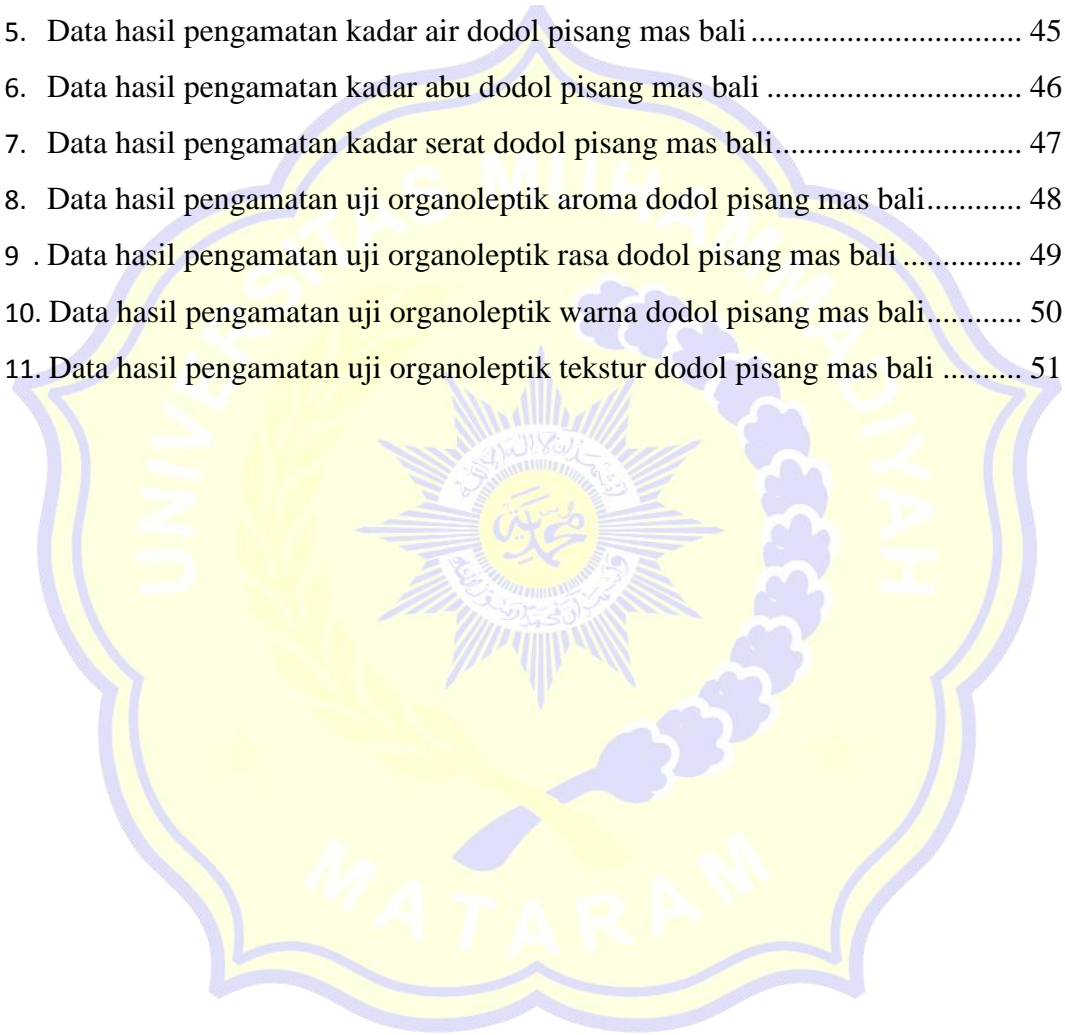 5. Data hasil pengamatan kadar air dodol pisang mas bali ................................ 45
6. Data hasil pengamatan kadar abu dodol pisang mas bali .............................. 46
7. Data hasil pengamatan kadar serat dodol pisang mas bali............................. 47
8. Data hasil pengamatan uji organoleptik aroma dodol pisang mas bali............ 48
9 . Data hasil pengamatan uji organoleptik rasa dodol pisang mas bali .............. 49
10. Data hasil pengamatan uji organoleptik warna dodol pisang mas bali............ 50
11. Data hasil pengamatan uji organoleptik tekstur dodol pisang mas bali .......... 51
UNIVERSITAS MUHAMMADIYAH
MATARAM